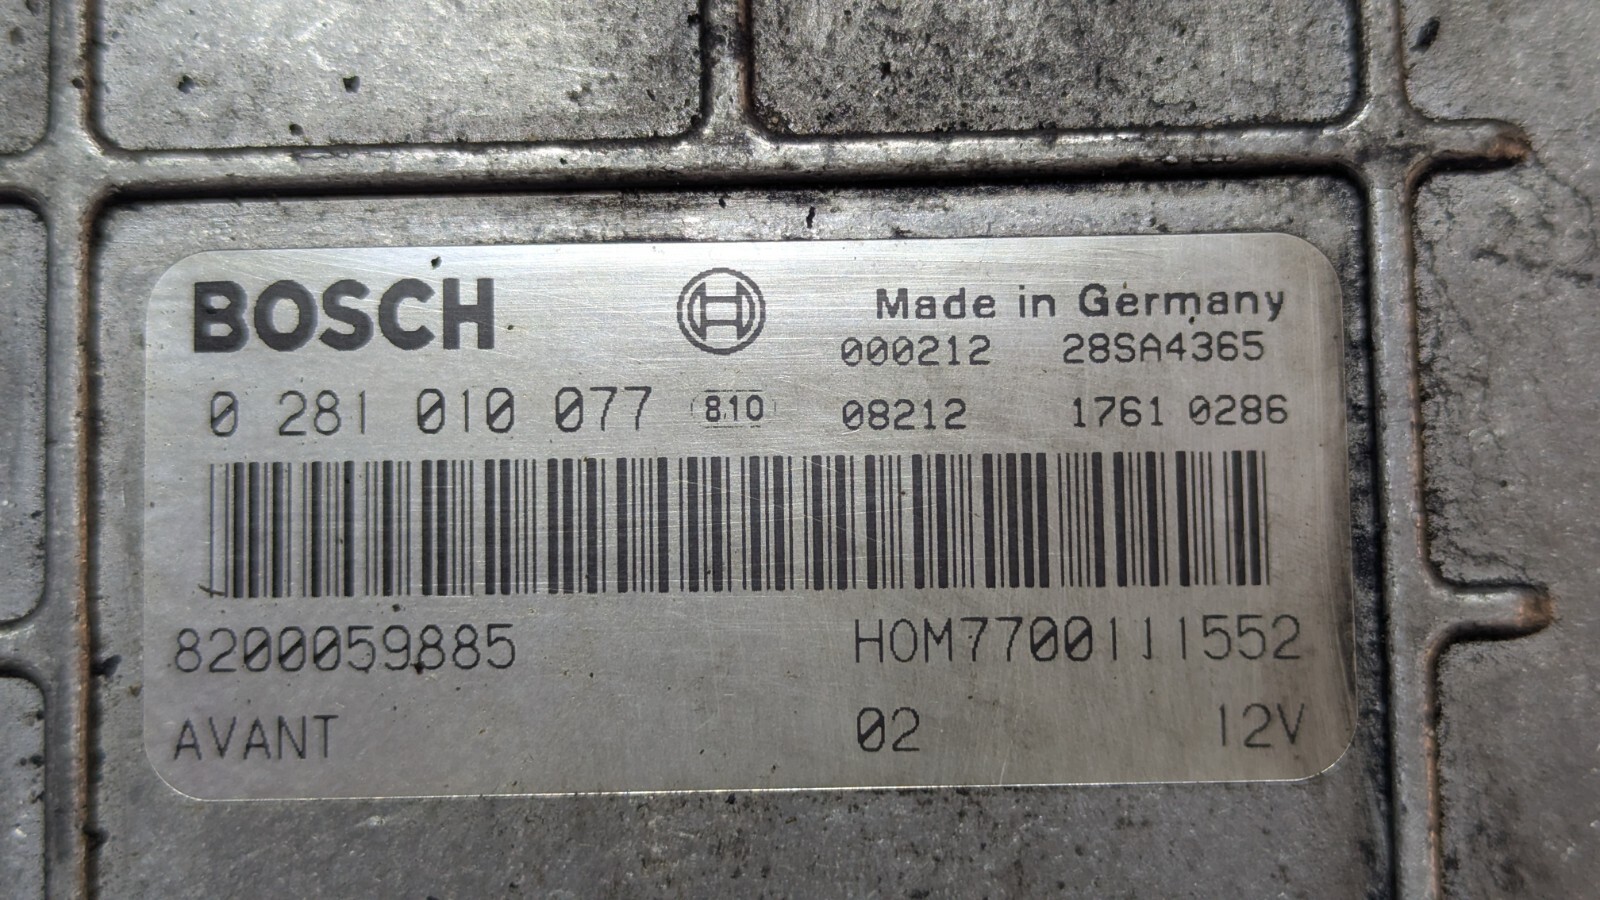 BOSCH
Made in Germany
000212 28SA4365
0 281 010 077 810 08212 1761 0286
8200059885 HOM7700111552
AVANT 02 12V